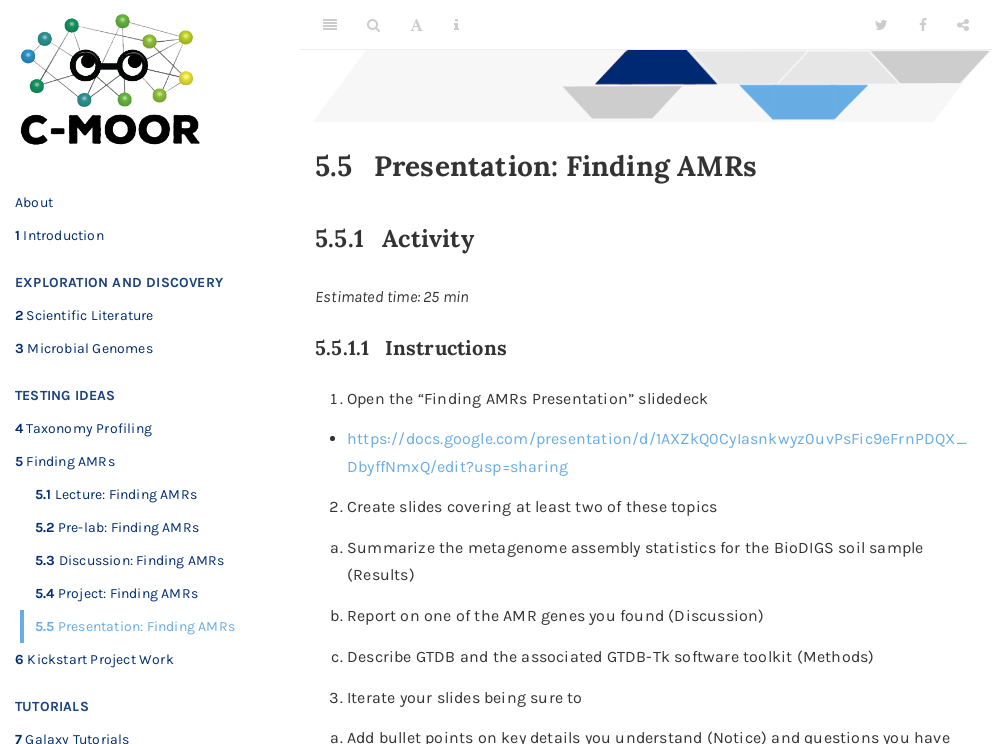 C-MOOR
About
1 Introduction
EXPLORATION AND DISCOVERY
2 Scientific Literature
3 Microbial Genomes
TESTING IDEAS
4 Taxonomy Profiling
5 Finding AMRs
5.1 Lecture: Finding AMRs
5.2 Pre-lab: Finding AMRs
5.3 Discussion: Finding AMRs
5.4 Project: Finding AMRs
5.5 Presentation: Finding AMRs
6 Kickstart Project Work
TUTORIALS
7 Galaxy Tutorials
A
5.5 Presentation: Finding AMRs
5.5.1 Activity
Estimated time: 25 min
5.5.1.1 Instructions
1. Open the “Finding AMRs Presentation” slidedeck
• https://docs.google.com/presentation/d/1AXZkQ0CyIasnkwyz0uvPsFic9eFrnPDQX_
DbyffNmxQ/edit?usp=sharing
2. Create slides covering at least two of these topics
a. Summarize the metagenome assembly statistics for the BioDIGS soil sample
(Results)
b. Report on one of the AMR genes you found (Discussion)
c. Describe GTDB and the associated GTDB-Tk software toolkit (Methods)
3. Iterate your slides being sure to
a. Add bullet points on key details you understand (Notice) and questions you have